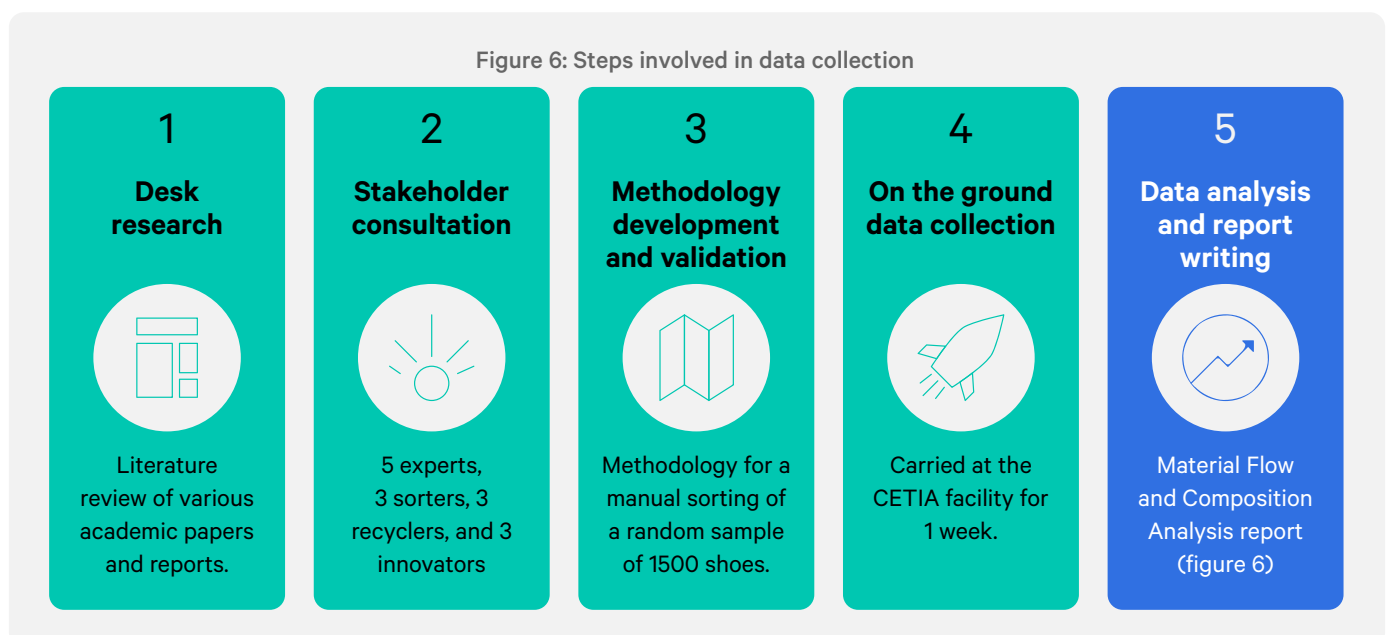 Figure 6: Steps involved in data collection
1
Desk
research
Literature
review of various
academic papers
and reports.
2
Stakeholder
consultation
5 experts,
3 sorters, 3
recyclers, and 3
innovators
3
Methodology
development
and validation
Methodology for a
manual sorting of
a random sample
of 1500 shoes.
4
On the ground
data collection
Carried at the
CETIA facility for
1 week.
5
Data analysis
and report
writing
Material Flow
and Composition
Analysis report
(figure 6)